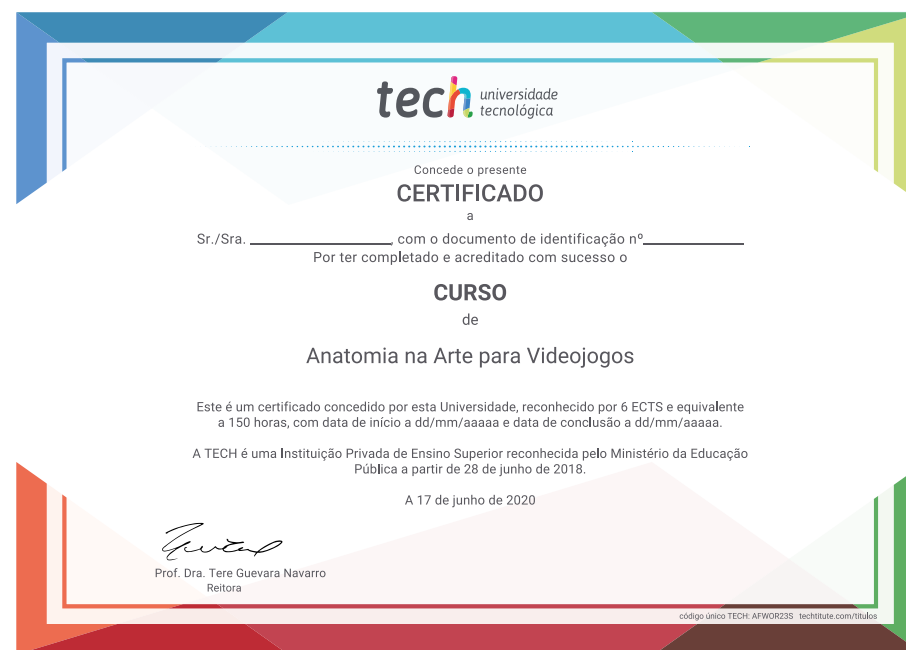 tech universidade
tecnológica
Concede o presente
CERTIFICADO
a
Sr./Sra. , com o documento de identificação nº
Por ter completado e acreditado com sucesso o
CURSO
de
Anatomia na Arte para Videojogos
Este é um certificado concedido por esta Universidade, reconhecido por 6 ECTS e equivalente
a 150 horas, com data de início a dd/mm/aaaaa e data de conclusão a dd/mm/aaaaa.
A TECH é uma Instituição Privada de Ensino Superior reconhecida pelo Ministério da Educação
Pública a partir de 28 de junho de 2018.
A 17 de junho de 2020
Prof. Dra. Tere Guevara Navarro
Reitora
código único TECH: AFWOR23S techtitute.com/titulos